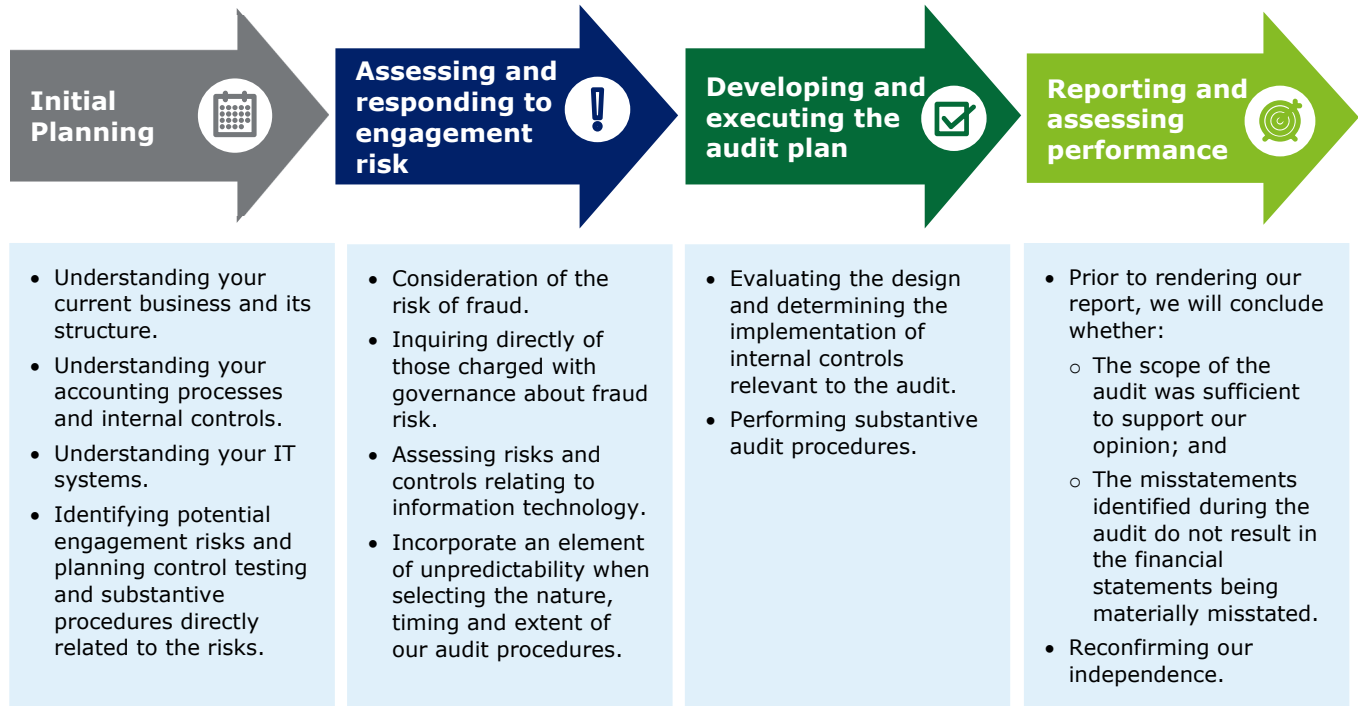 Initial
Planning
Assessing and
responding to
engagement
risk
Developing and
executing the
audit plan
Reporting and
assessing
performance
• Understanding your
current business and its
structure.
• Understanding your
accounting processes
and internal controls.
• Understanding your IT
systems.
• Identifying potential
engagement risks and
planning control testing
and substantive
procedures directly
related to the risks.
• Consideration of the
risk of fraud.
• Inquiring directly of
those charged with
governance about fraud
risk.
• Assessing risks and
controls relating to
information technology.
• Incorporate an element
of unpredictability when
selecting the nature,
timing and extent of
our audit procedures.
• Evaluating the design
and determining the
implementation of
internal controls
relevant to the audit.
• Performing substantive
audit procedures.
• Prior to rendering our
report, we will conclude
whether:
o The scope of the
audit was sufficient
to support our
opinion; and
o The misstatements
identified during the
audit do not result in
the financial
statements being
materially misstated.
• Reconfirming our
independence.